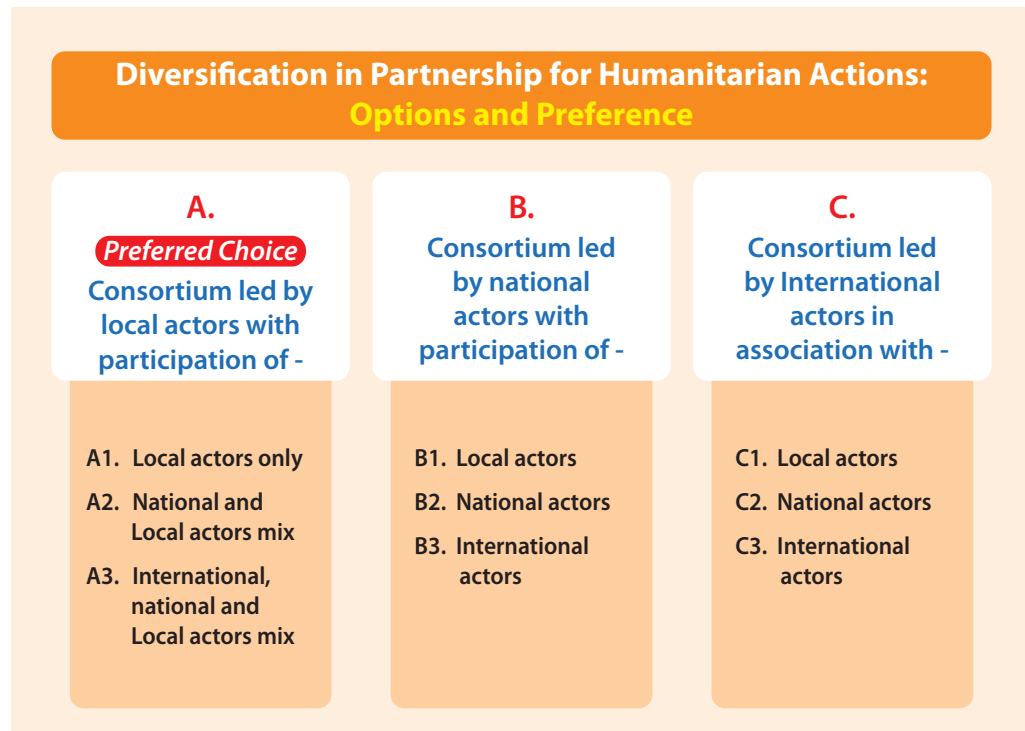 Diversification in Partnership for Humanitarian Actions:
Options and Preference
A.
Preferred Choice
Consortium led by
local actors with
participation of -
A1. Local actors only
A2. National and
Local actors mix
A3. International,
national and
Local actors mix
B.
Consortium led
by national
actors with
participation of -
B1. Local actors
B2. National actors
B3. International
actors
C.
Consortium led
by International
actors in
association with -
C1. Local actors
C2. National actors
C3. International
actors